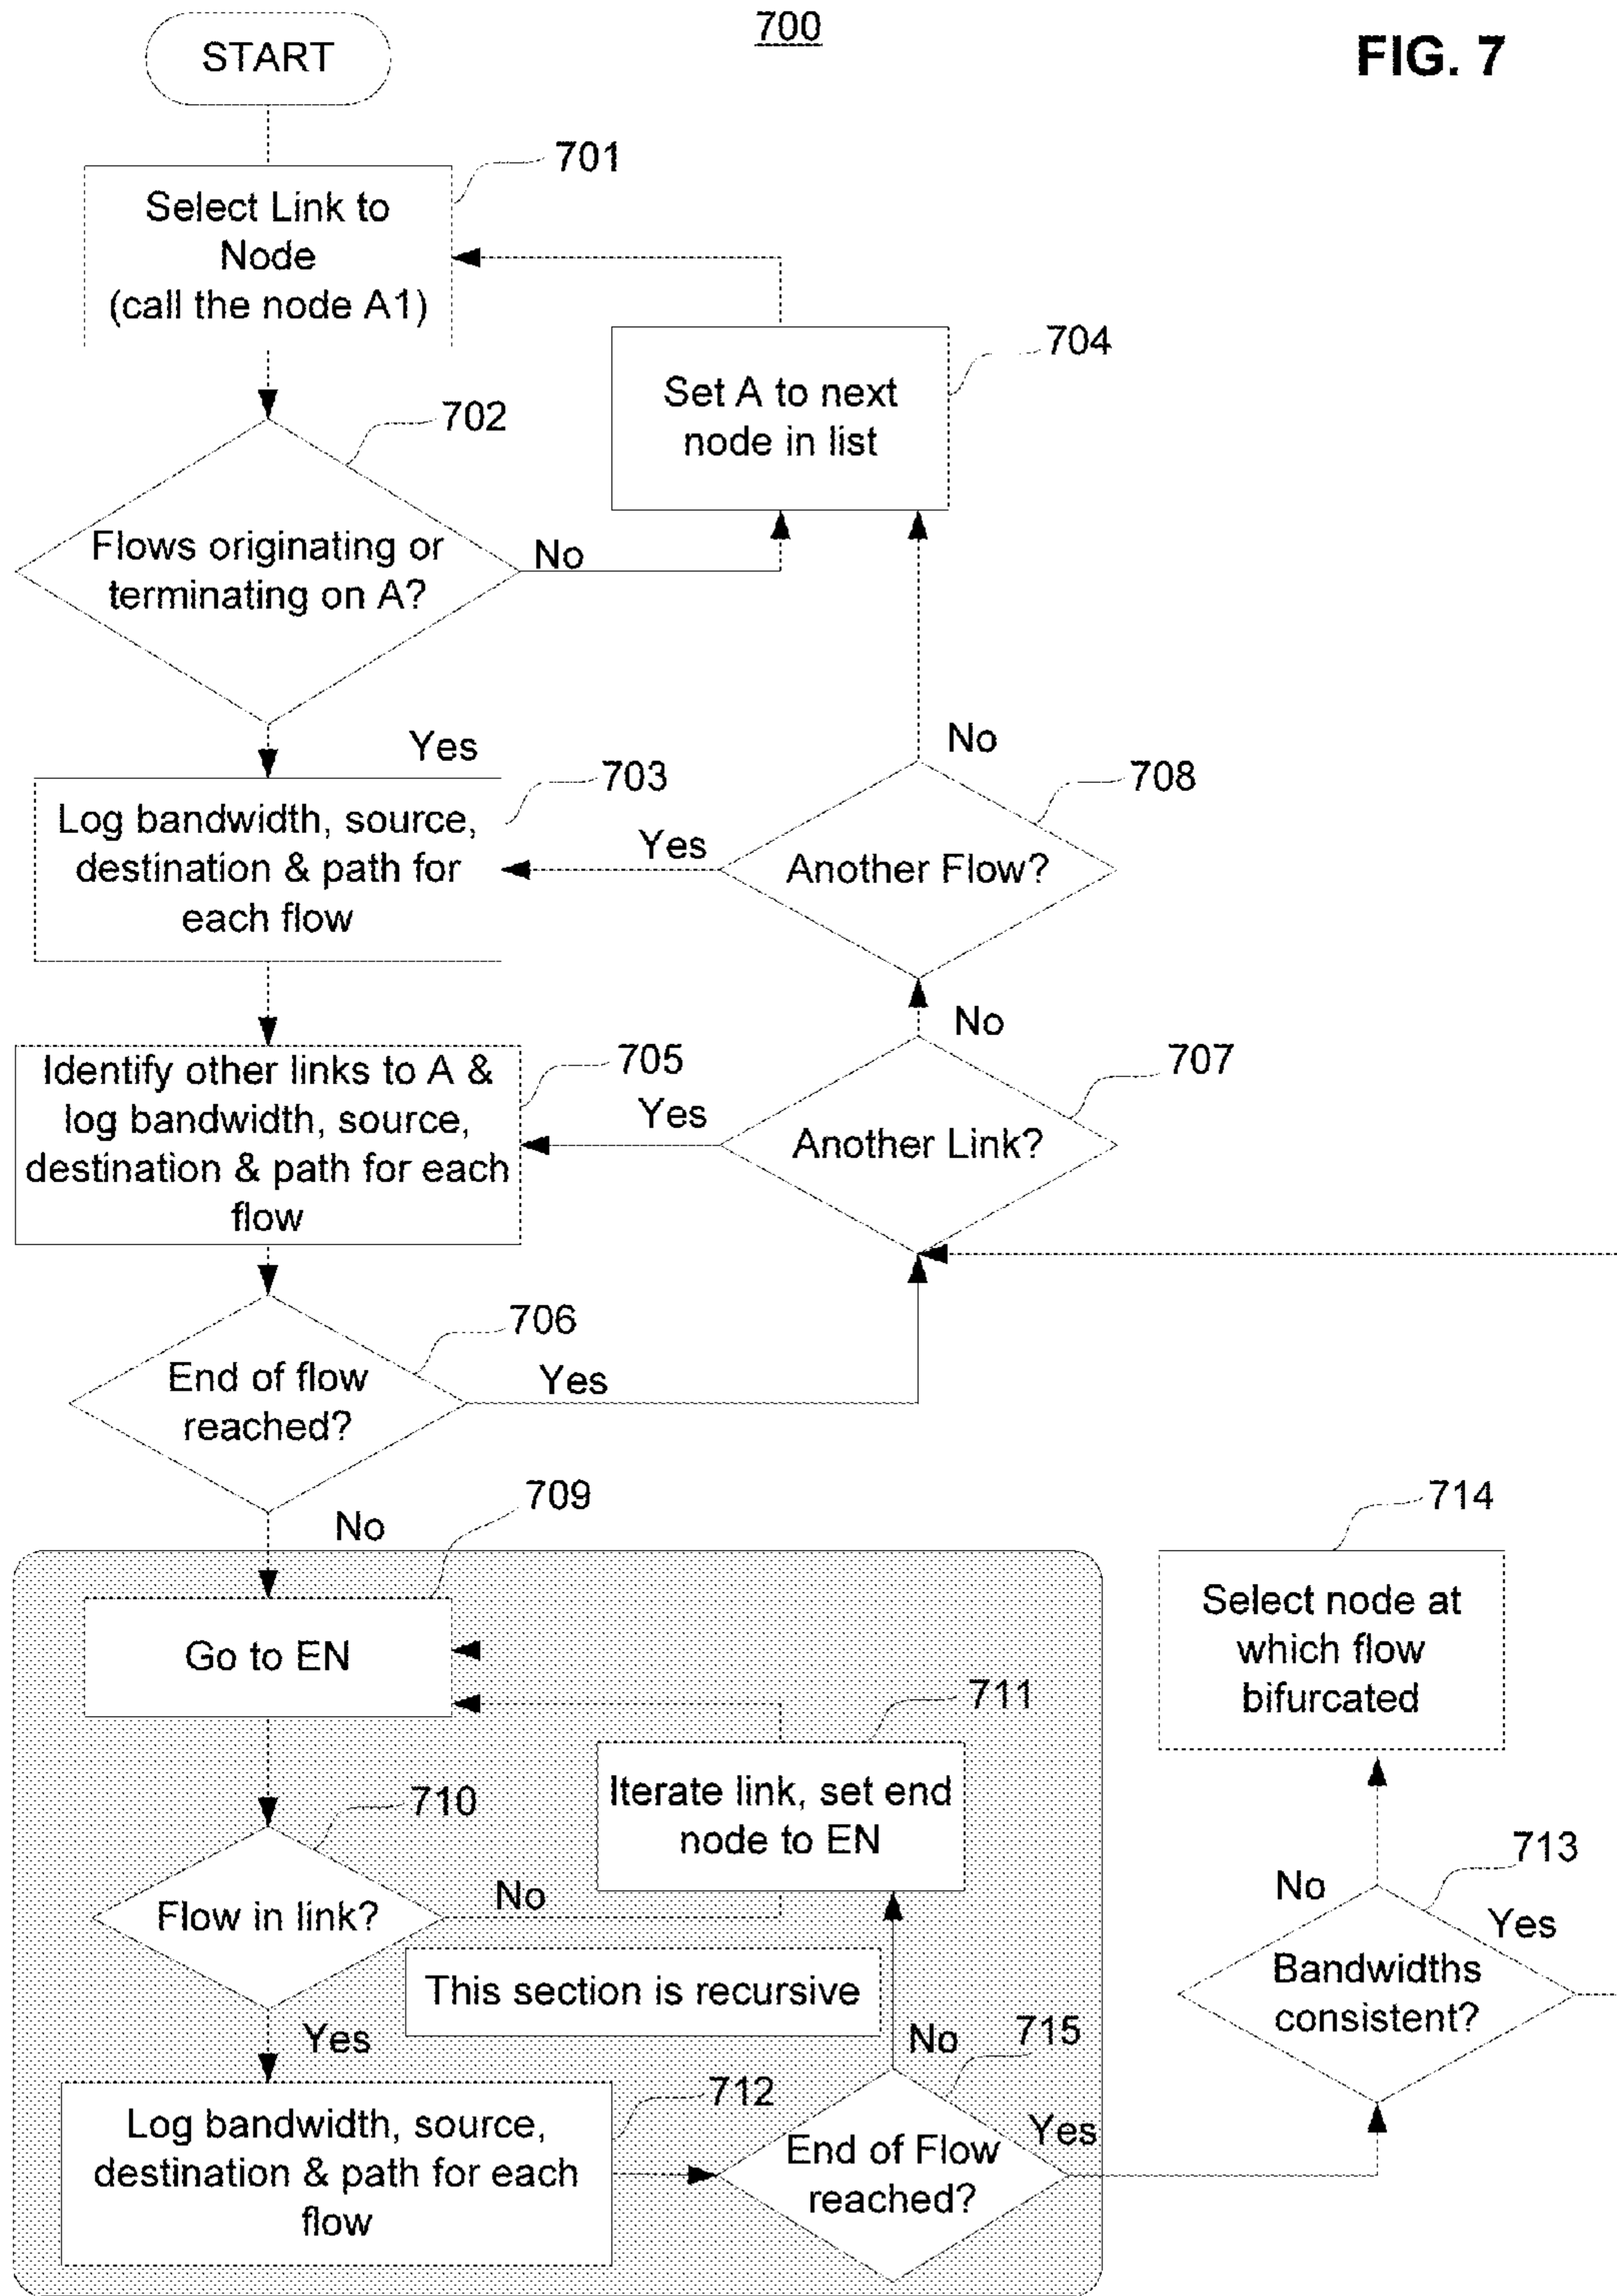 700
FIG. 7
START
701
Select Link to
Node
(call the node A1)
704
Set A to next
node in list
702
Flows originating or
terminating on A?
No
Yes
No
703
Log bandwidth, source,
destination & path for
each flow
708
Yes
Another Flow?
No
705
Identify other links to A &
log bandwidth, source,
destination & path for each
flow
707
Yes
Another Link?
706
End of flow
reached?
Yes
No
709
Go to EN
714
Select node at
which flow
bifurcated
711
Iterate link, set end
node to EN
710
Flow in link?
No
713
No
Yes
Bandwidths
consistent?
This section is recursive
Yes
No
715
712
Log bandwidth, source,
destination & path for each
flow
End of Flow
reached?
Yes